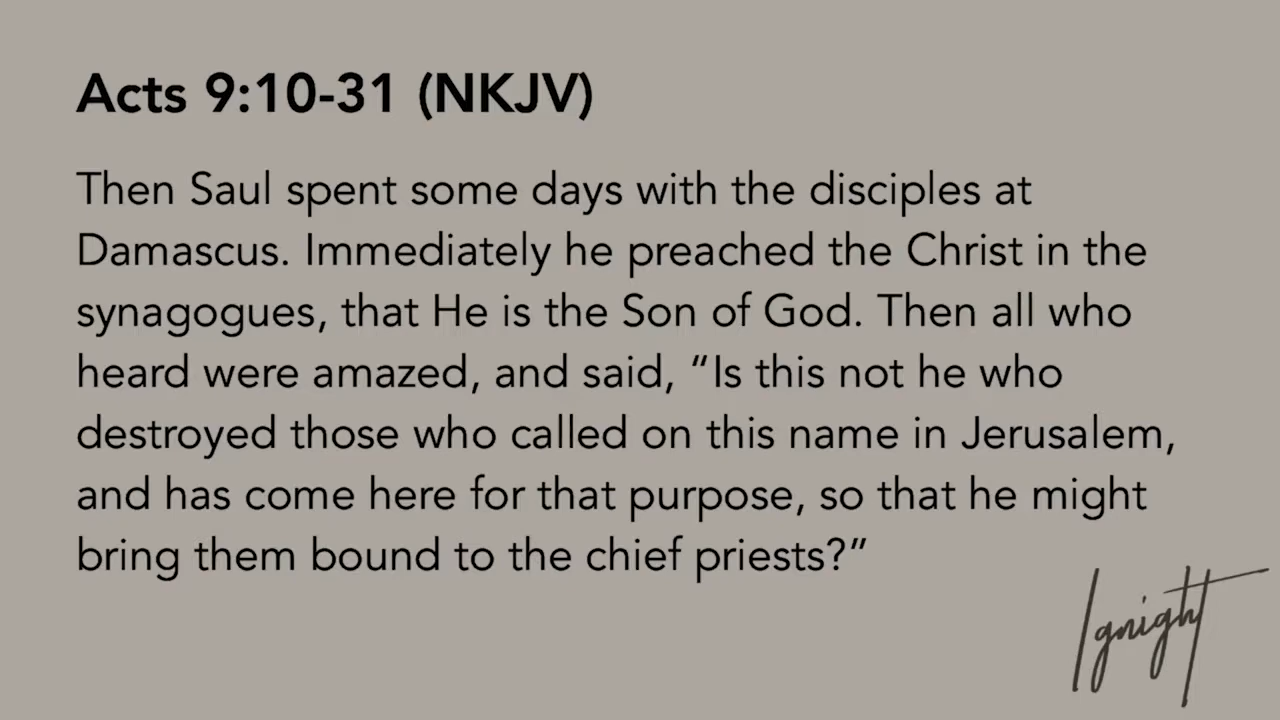 Acts 9:10-31 (NKJV)
Then Saul spent some days with the disciples at
Damascus. Immediately he preached the Christ in the
synagogues, that He is the Son of God. Then all who
heard were amazed, and said, “Is this not he who
destroyed those who called on this name in Jerusalem,
and has come here for that purpose, so that he might
bring them bound to the chief priests?”
Ignight